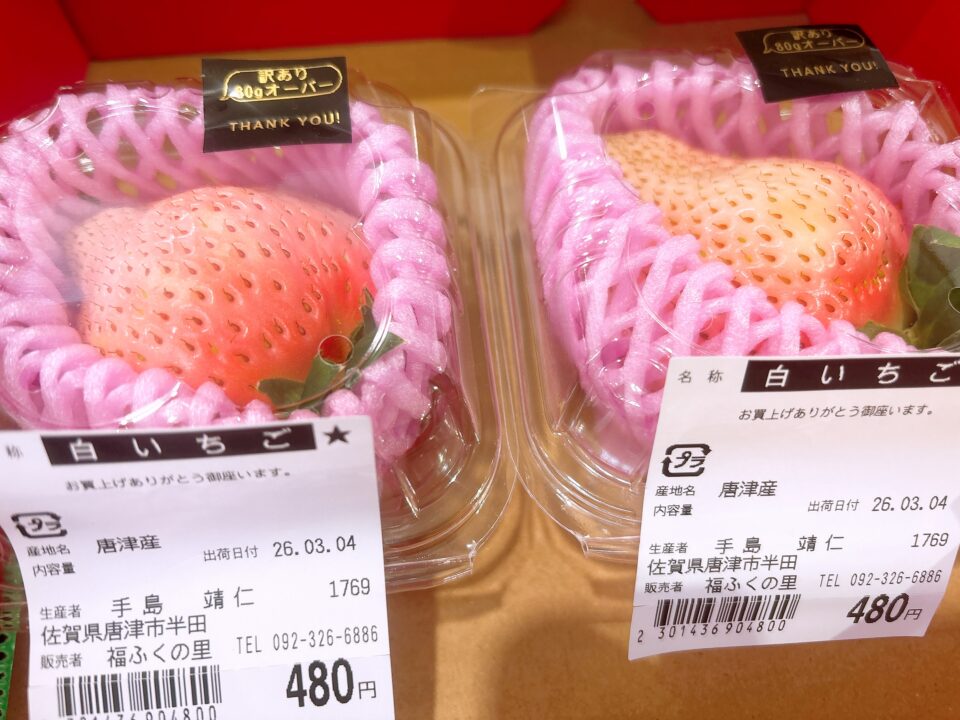 訳あり
80gオーバー
THANK YOU!
称 白いちご★
お買上げありがとう御座います。
プラ
産地名 唐津産 出荷日付 26.03.04
内容量
生産者 手島 靖仁 1769
佐賀県唐津市半田
販売者 福ふくの里 TEL 092-326-6886
301436904800 480円
訳あり
80gオーバー
THANK YOU!
名称 白いちご
お買上げありがとう御座います。
プラ
産地名 唐津産 出荷日付 26.03.04
内容量
生産者 手島 靖仁 1769
佐賀県唐津市半田
販売者 福ふくの里 TEL 092-326-6886
2 301436904800 480円